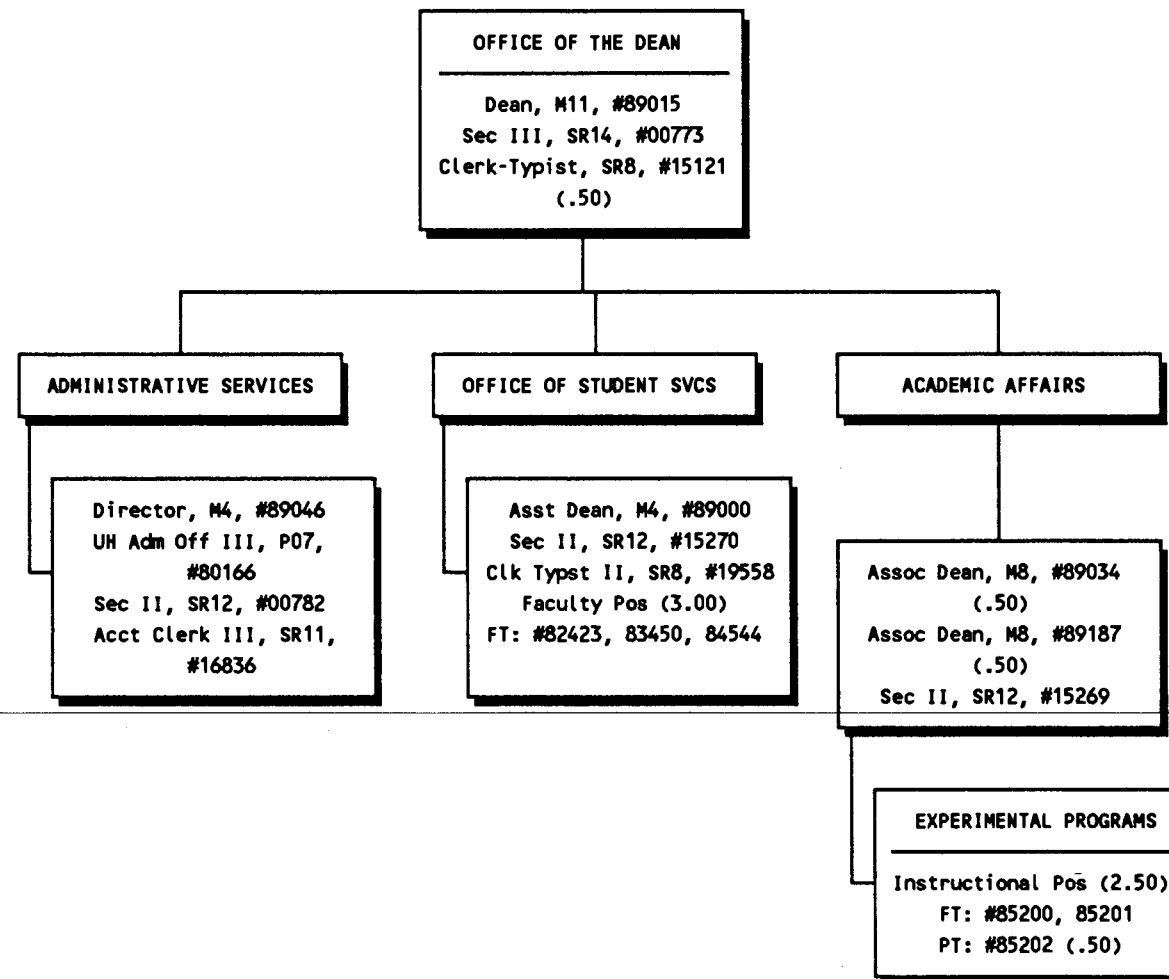 OFFICE OF THE DEAN
Dean, M11, #89015
Sec III, SR14, #00773
Clerk-Typist, SR8, #15121
(.50)
ADMINISTRATIVE SERVICES
OFFICE OF STUDENT SVCS
ACADEMIC AFFAIRS
Director, M4, #89046
UH Adm Off III, P07,
#80166
Sec II, SR12, #00782
Acct Clerk III, SR11,
#16836
Asst Dean, M4, #89000
Sec II, SR12, #15270
Clk Typst II, SR8, #19558
Faculty Pos (3.00)
FT: #82423, 83450, 84544
Assoc Dean, M8, #89034
(.50)
Assoc Dean, M8, #89187
(.50)
Sec II, SR12, #15269
EXPERIMENTAL PROGRAMS
Instructional Pos (2.50)
FT: #85200, 85201
PT: #85202 (.50)